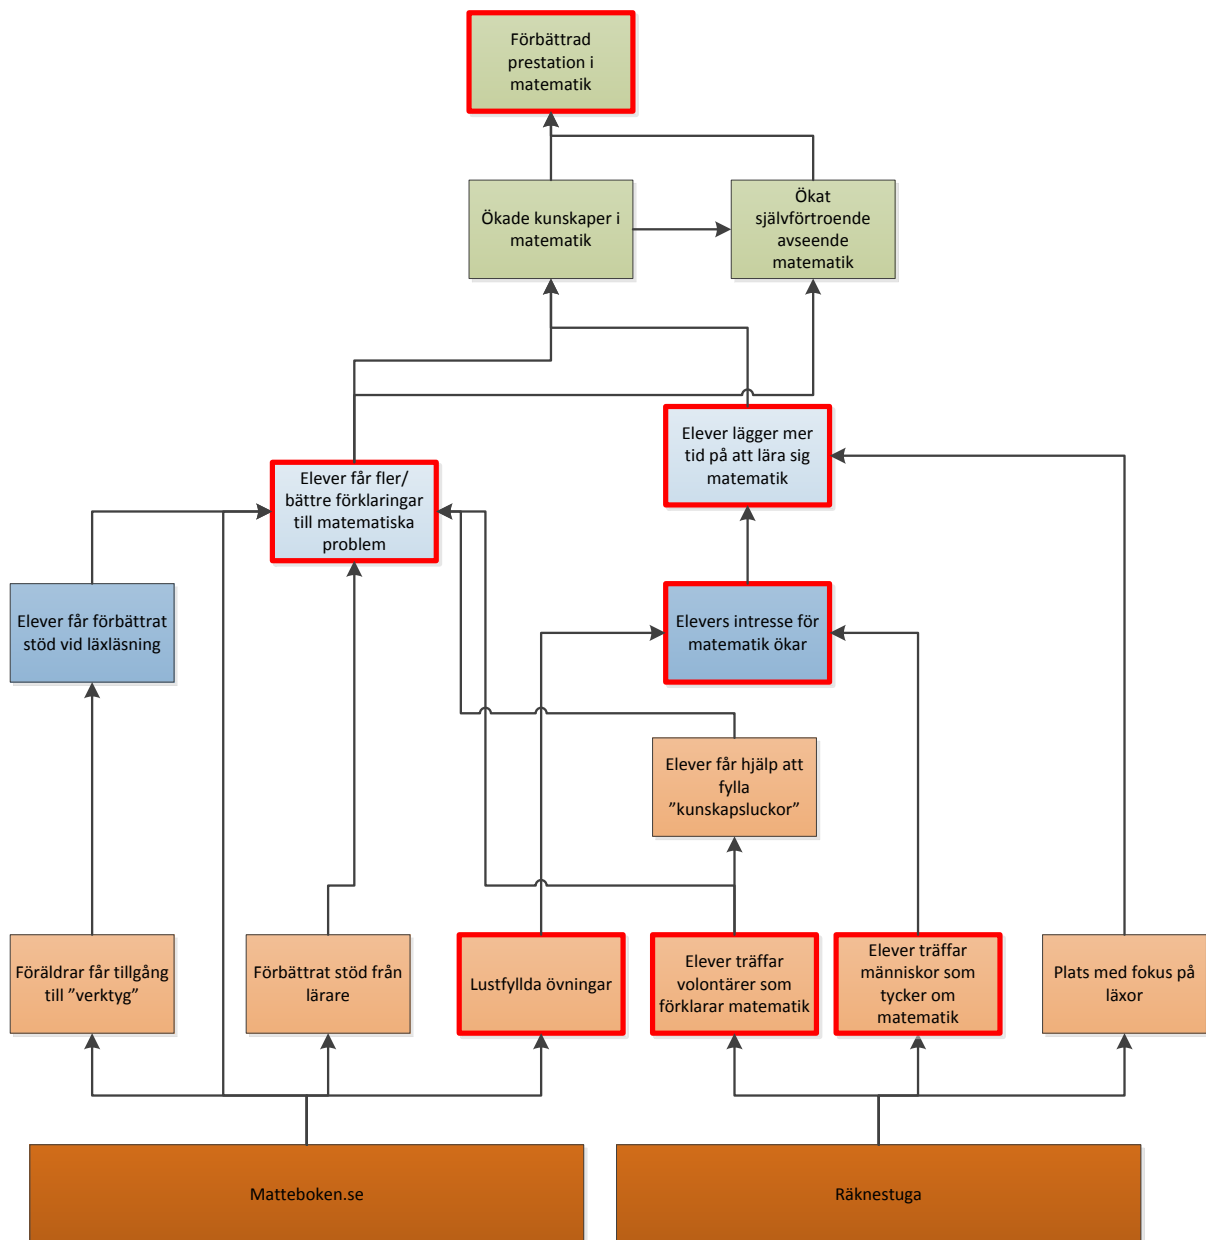 Förbättrad
prestation i
matematik
Ökade kunskaper i
matematik
Ökat
självförtroende
avseende
matematik
Elever lägger mer
tid på att lära sig
matematik
Elever får fler/
bättre förklaringar
till matematiska
problem
Elever får förbättrat
stöd vid läxläsning
Elevers intresse för
matematik ökar
Elever får hjälp att
fylla
”kunskapsluckor”
Föräldrar får tillgång
till ”verktyg”
Förbättrat stöd från
lärare
Lustfyllda övningar
Elever träffar
volontärer som
förklarar matematik
Elever träffar
människor som
tycker om
matematik
Plats med fokus på
läxor
Matteboken.se
Räknestuga